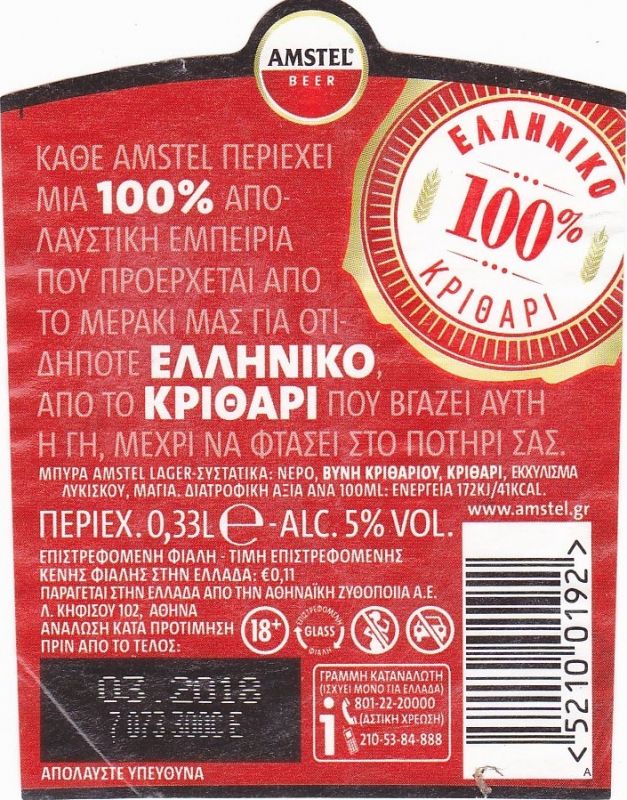 AMSTEL®
BEER
ΕΛΛΗΝΙΚΟ
100%
ΚΡΙΘΑΡΙ
ΚΑΘΕ AMSTEL ΠΕΡΙΕΧΕΙ
ΜΙΑ 100% ΑΠΟ-
ΛΑΥΣΤΙΚΗ ΕΜΠΕΙΡΙΑ
ΠΟΥ ΠΡΟΕΡΧΕΤΑΙ ΑΠΟ
ΤΟ ΜΕΡΑΚΙ ΜΑΣ ΓΙΑ ΟΤΙ-
ΔΗΠΟΤΕ ΕΛΛΗΝΙΚΟ,
ΑΠΟ ΤΟ ΚΡΙΘΑΡΙ ΠΟΥ ΒΓΑΖΕΙ ΑΥΤΗ
Η ΓΗ, ΜΕΧΡΙ ΝΑ ΦΤΑΣΕΙ ΣΤΟ ΠΟΤΗΡΙ ΣΑΣ.
ΜΠΥΡΑ AMSTEL LAGER-ΣΥΣΤΑΤΙΚΑ: ΝΕΡΟ, ΒΥΝΗ ΚΡΙΘΑΡΙΟΥ, ΚΡΙΘΑΡΙ, ΕΚΧΥΛΙΣΜΑ
ΛΥΚΙΣΚΟΥ, ΜΑΓΙΑ. ΔΙΑΤΡΟΦΙΚΗ ΑΞΙΑ ΑΝΑ 100ML: ΕΝΕΡΓΕΙΑ 172KJ/41KCAL.
www.amstel.gr
ΠΕΡΙΕΧ. 0,33L ℮ - ALC. 5% VOL.
ΕΠΙΣΤΡΕΦΟΜΕΝΗ ΦΙΑΛΗ - ΤΙΜΗ ΕΠΙΣΤΡΕΦΟΜΕΝΗΣ
ΚΕΝΗΣ ΦΙΑΛΗΣ ΣΤΗΝ ΕΛΛΑΔΑ: €0,11
ΠΑΡΑΓΕΤΑΙ ΣΤΗΝ ΕΛΛΑΔΑ ΑΠΟ ΤΗΝ ΑΘΗΝΑΪΚΗ ΖΥΘΟΠΟΙΙΑ Α.Ε.
Λ. ΚΗΦΙΣΟΥ 102, ΑΘΗΝΑ
ΑΝΑΛΩΣΗ ΚΑΤΑ ΠΡΟΤΙΜΗΣΗ
ΠΡΙΝ ΑΠΟ ΤΟ ΤΕΛΟΣ:
18+
ΕΠΙΣΤΡΕΦΟΜΕΝΗ
GLASS
ΦΙΑΛΗ
03.2018
7 073 3000 E
ΓΡΑΜΜΗ ΚΑΤΑΝΑΛΩΤΗ
(ΙΣΧΥΕΙ ΜΟΝΟ ΓΙΑ ΕΛΛΑΔΑ)
801-22-20000
(ΑΣΤΙΚΗ ΧΡΕΩΣΗ)
210-53-84-888
<52100192>
A
ΑΠΟΛΑΥΣΤΕ ΥΠΕΥΘΥΝΑ